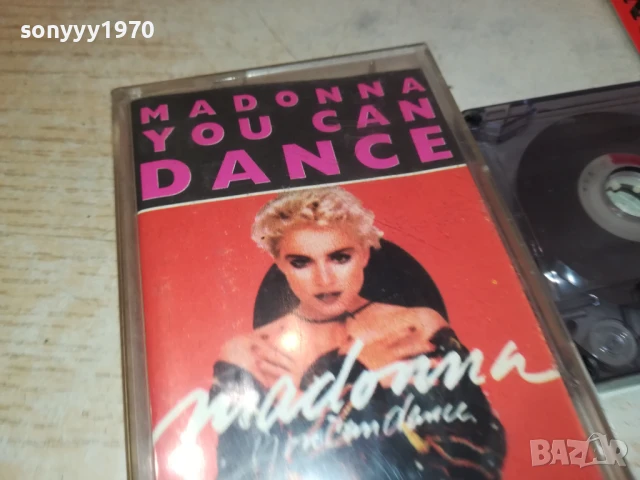 sonyyy1970
MADONNA
YOU CAN
DANCE
madonna
You can dance
bazar